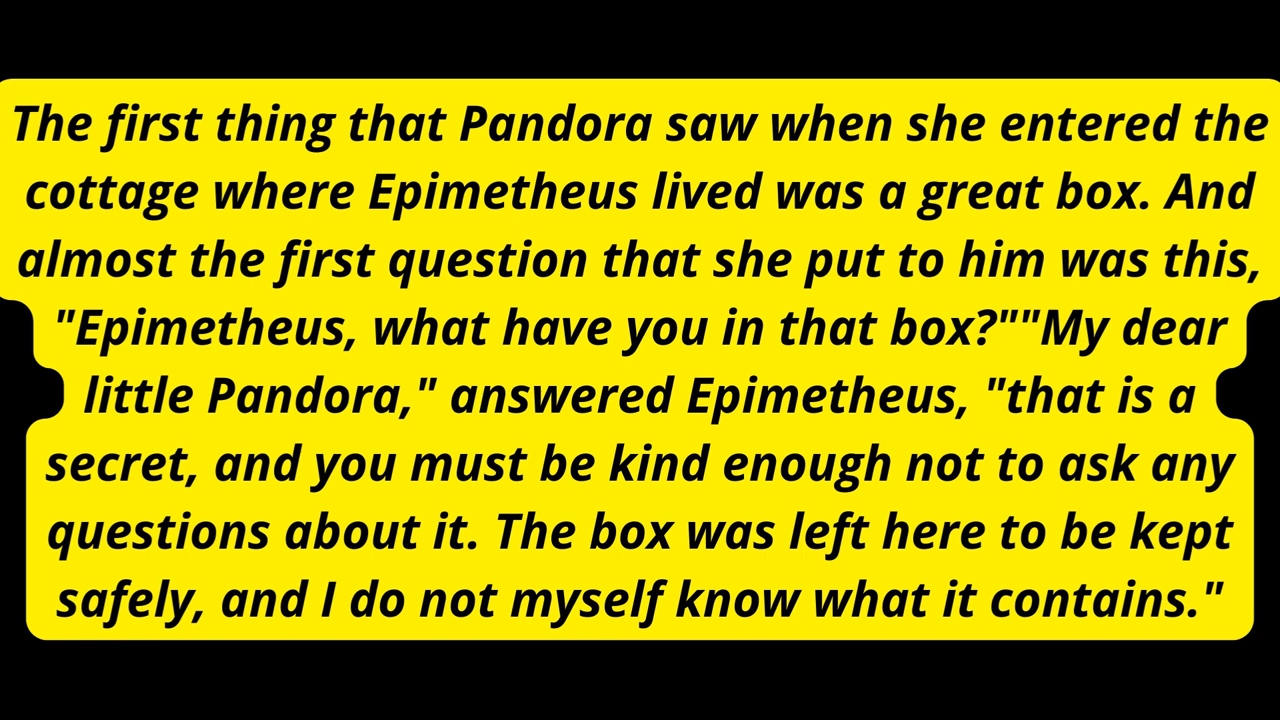 The first thing that Pandora saw when she entered the
cottage where Epimetheus lived was a great box. And
almost the first question that she put to him was this,
"Epimetheus, what have you in that box?""My dear
little Pandora," answered Epimetheus, "that is a
secret, and you must be kind enough not to ask any
questions about it. The box was left here to be kept
safely, and I do not myself know what it contains."